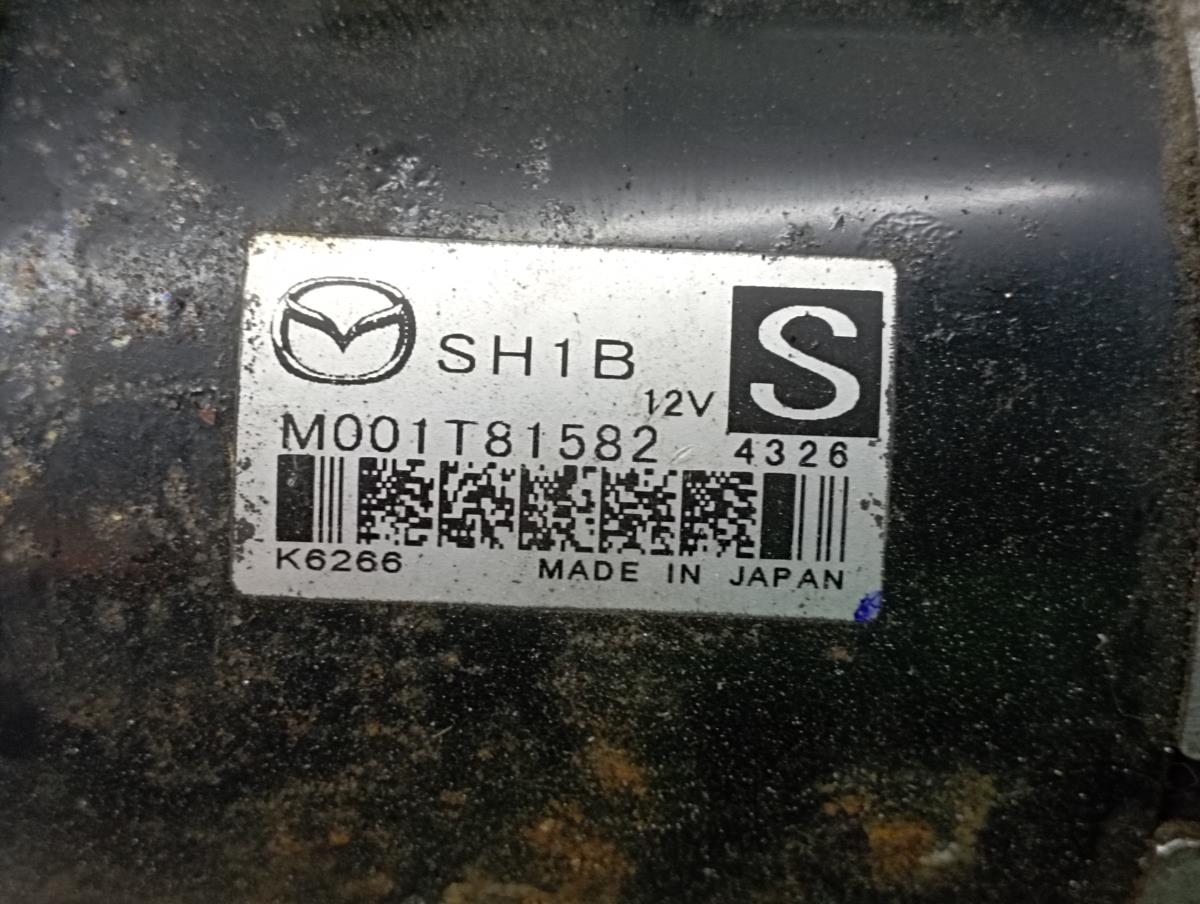 SH1B
12V
S
M001T81582
4326
K6266
MADE IN JAPAN